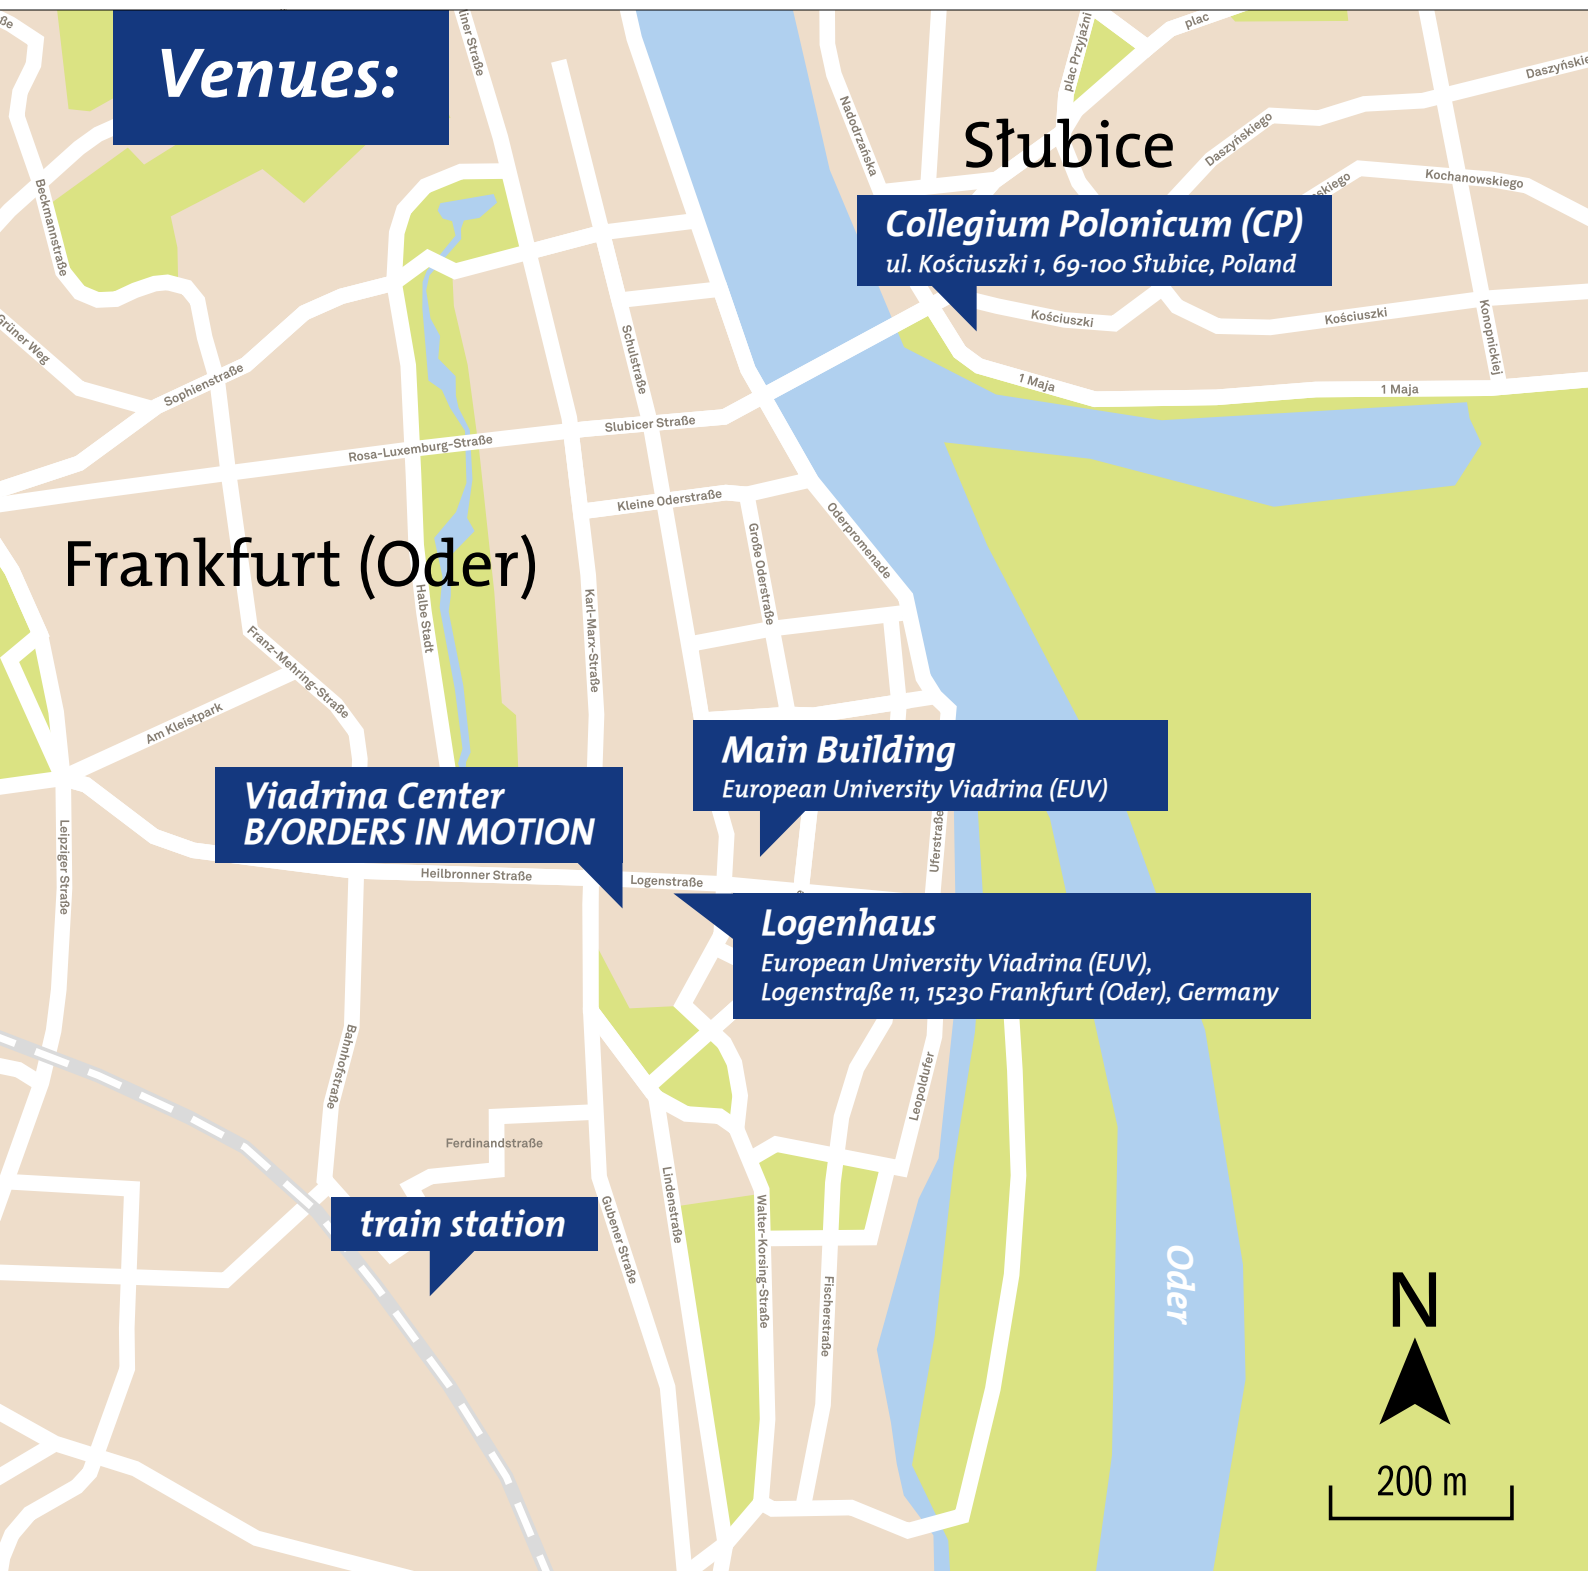 Venues:
plac Przyjaźni
plac
Daszyńskiego
Nadodrzańska
Słubice
Kochanowskiego
Beckmannstraße
Collegium Polonicum (CP)
ul. Kościuszki 1, 69-100 Słubice, Poland
Grüner Weg
Kościuszki
Kościuszki
Konopnickiej
Schulstraße
Sophienstraße
1 Maja
1 Maja
Slubicer Straße
Rosa-Luxemburg-Straße
Kleine Oderstraße
Oderpromenade
Große Oderstraße
Frankfurt (Oder)
Halbe Stadt
Karl-Marx-Straße
Franz-Mehring-Straße
Am Kleistpark
Main Building
European University Viadrina (EUV)
Viadrina Center
B/ORDERS IN MOTION
Uferstraße
Leipziger Straße
Heilbronner Straße
Logenstraße
Logenhaus
European University Viadrina (EUV),
Logenstraße 11, 15230 Frankfurt (Oder), Germany
Bahnhofstraße
Leopoldufer
Ferdinandstraße
Lindenstraße
Gubener Straße
Walter-Korsing-Straße
train station
Fischerstraße
Oder
N
200 m